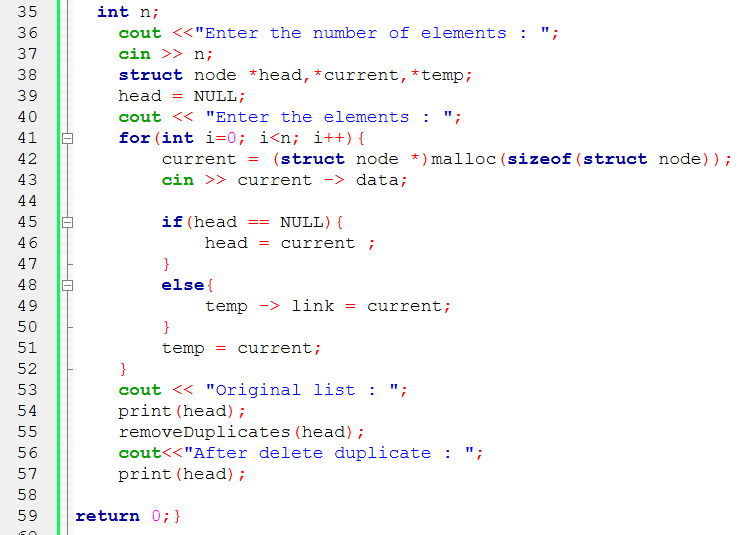 35 int n;
36 cout <<"Enter the number of elements : ";
37 cin >> n;
38 struct node *head,*current,*temp;
39 head = NULL;
40 cout << "Enter the elements : ";
41 for(int i=0; i<n; i++){
42 current = (struct node *)malloc(sizeof(struct node));
43 cin >> current -> data;
44
45 if(head == NULL){
46 head = current ;
47 }
48 else{
49 temp -> link = current;
50 }
51 temp = current;
52 }
53 cout << "Original list : ";
54 print(head);
55 removeDuplicates(head);
56 cout<<"After delete duplicate : ";
57 print(head);
58
59 return 0;}